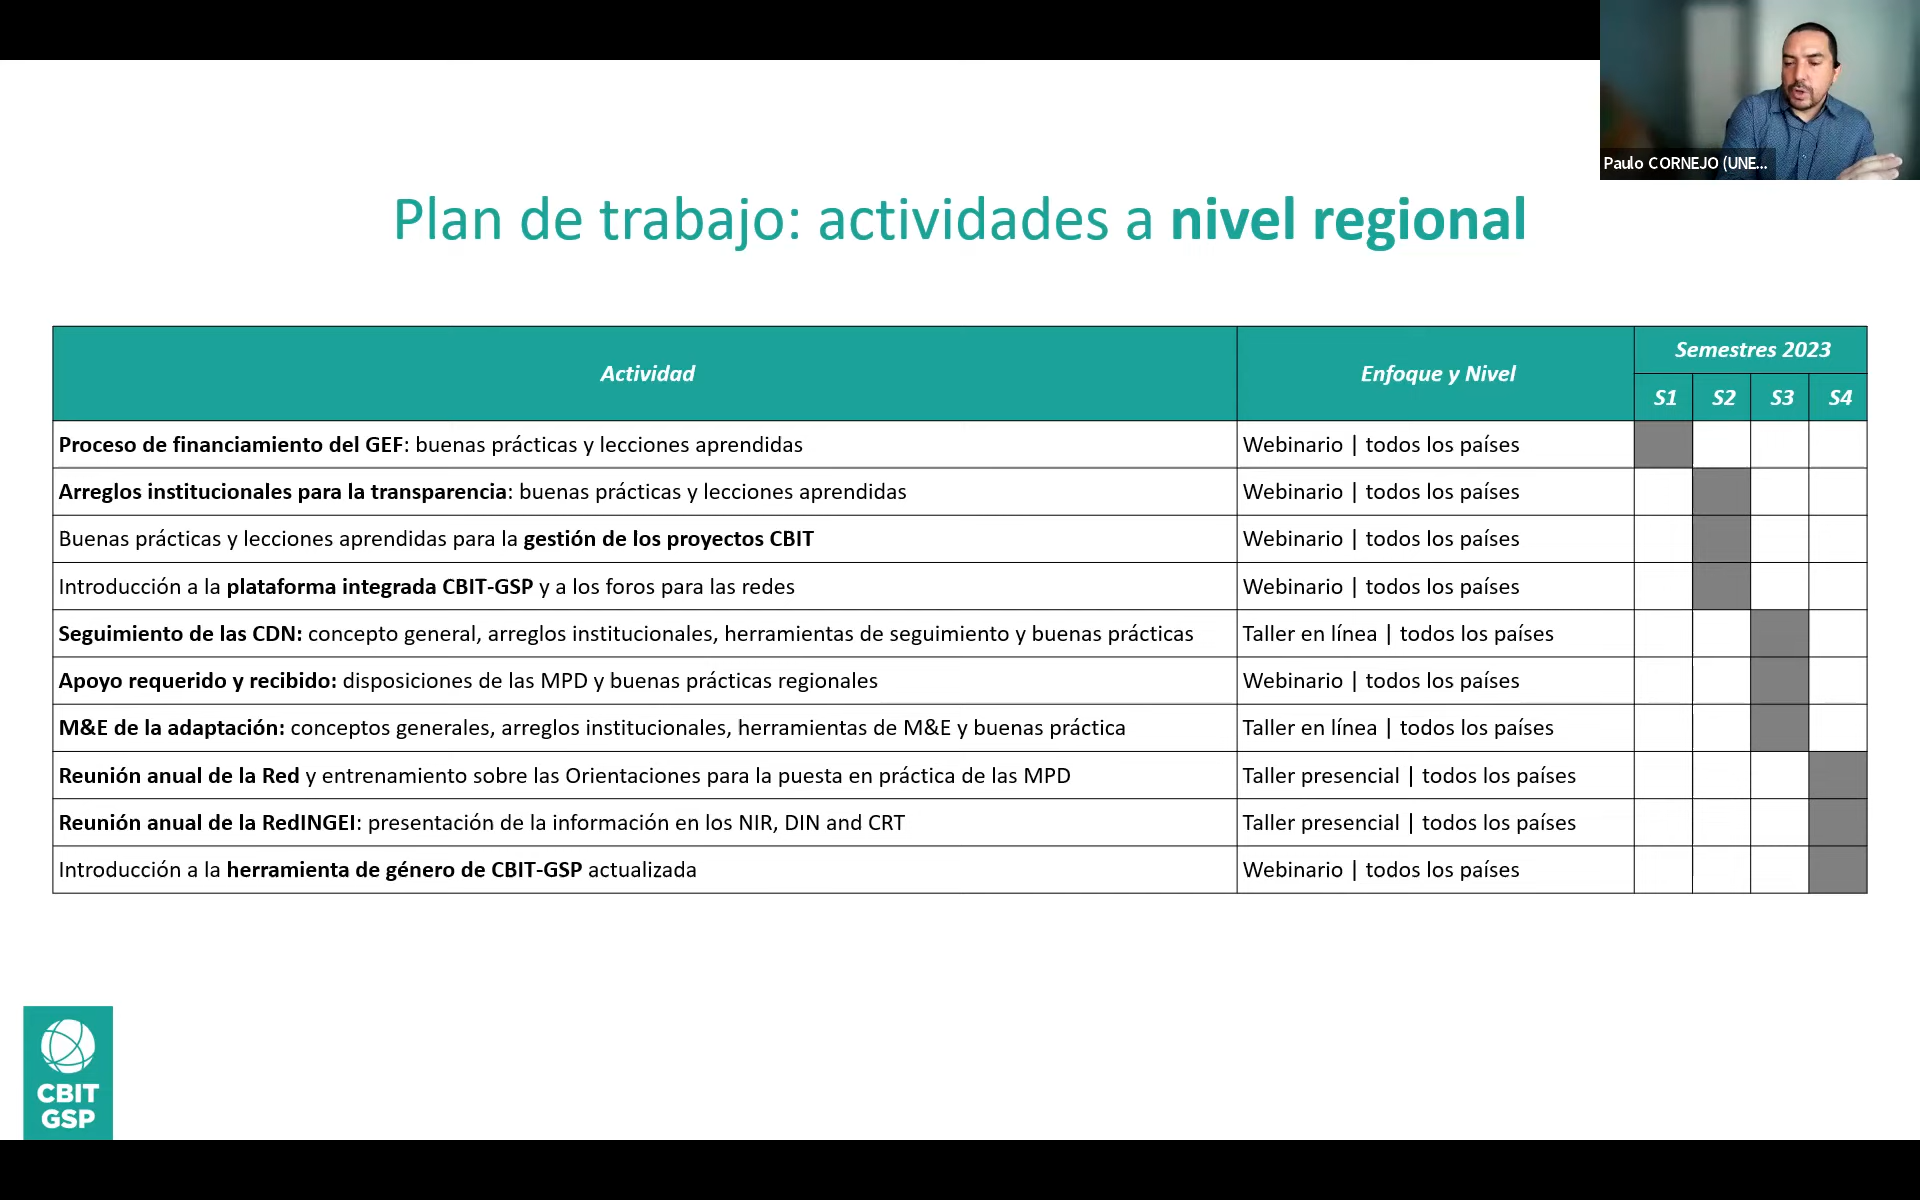 Paulo CORNEJO (UNE...
Plan de trabajo: actividades a nivel regional
Actividad
Enfoque y Nivel
Semestres 2023
S1
S2
S3
S4
Proceso de financiamiento del GEF: buenas prácticas y lecciones aprendidas
Webinario | todos los países
Arreglos institucionales para la transparencia: buenas prácticas y lecciones aprendidas
Webinario | todos los países
Buenas prácticas y lecciones aprendidas para la gestión de los proyectos CBIT
Webinario | todos los países
Introducción a la plataforma integrada CBIT-GSP y a los foros para las redes
Webinario | todos los países
Seguimiento de las CDN: concepto general, arreglos institucionales, herramientas de seguimiento y buenas prácticas
Taller en línea | todos los países
Apoyo requerido y recibido: disposiciones de las MPD y buenas prácticas regionales
Webinario | todos los países
M&E de la adaptación: conceptos generales, arreglos institucionales, herramientas de M&E y buenas práctica
Taller en línea | todos los países
Reunión anual de la Red y entrenamiento sobre las Orientaciones para la puesta en práctica de las MPD
Taller presencial | todos los países
Reunión anual de la RedINGEI: presentación de la información en los NIR, DIN and CRT
Taller presencial | todos los países
Introducción a la herramienta de género de CBIT-GSP actualizada
Webinario | todos los países
CBIT
GSP